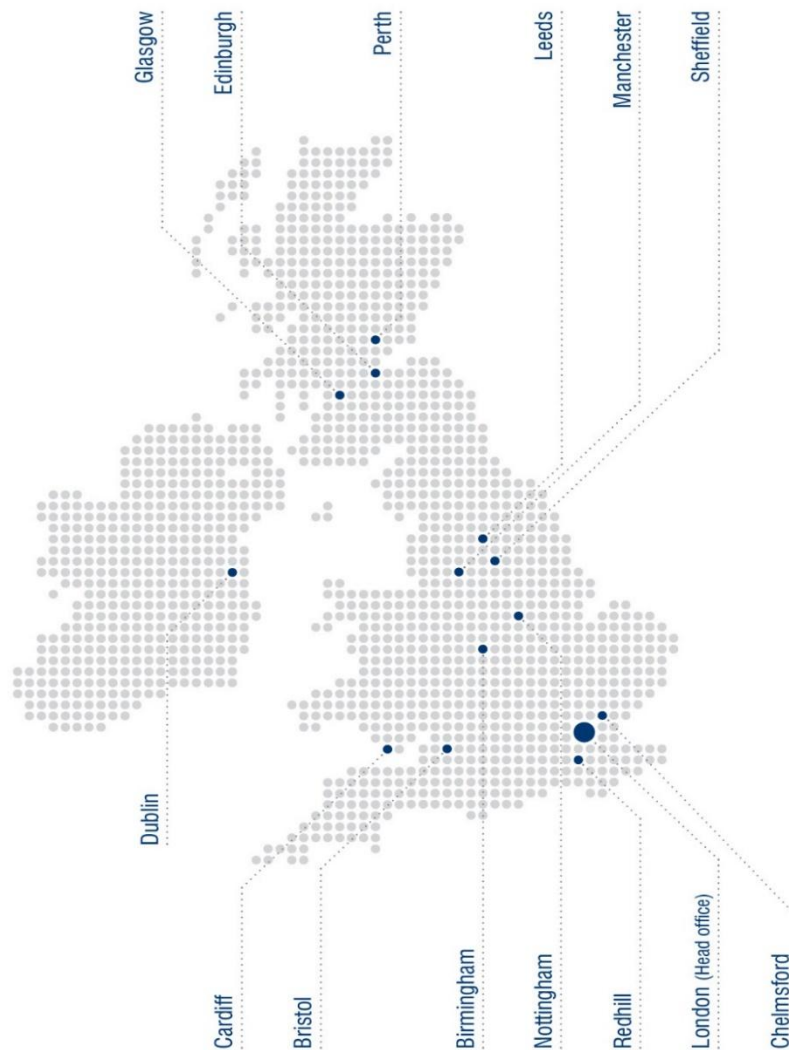 Glasgow
Edinburgh
Perth
Leeds
Manchester
Sheffield
Dublin
Cardiff
Bristol
Birmingham
Nottingham
Redhill
London (Head office)
Chelmsford